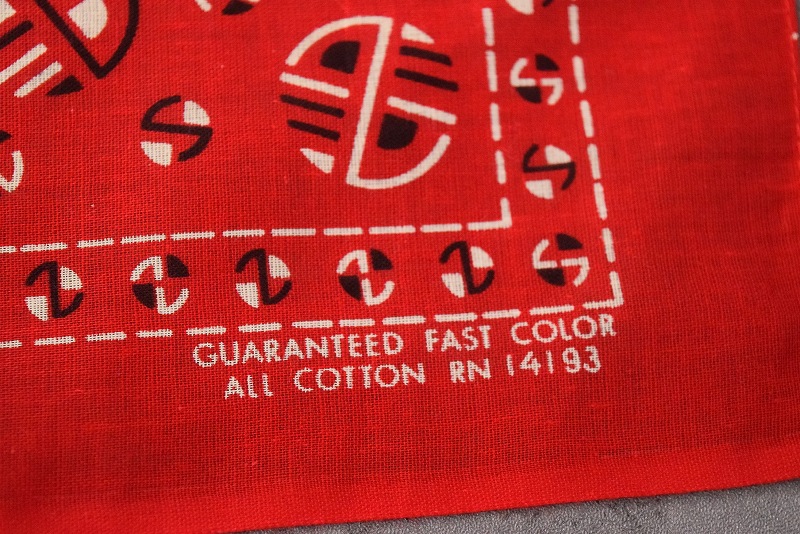 GUARANTEED FAST COLOR
ALL COTTON RN 14193